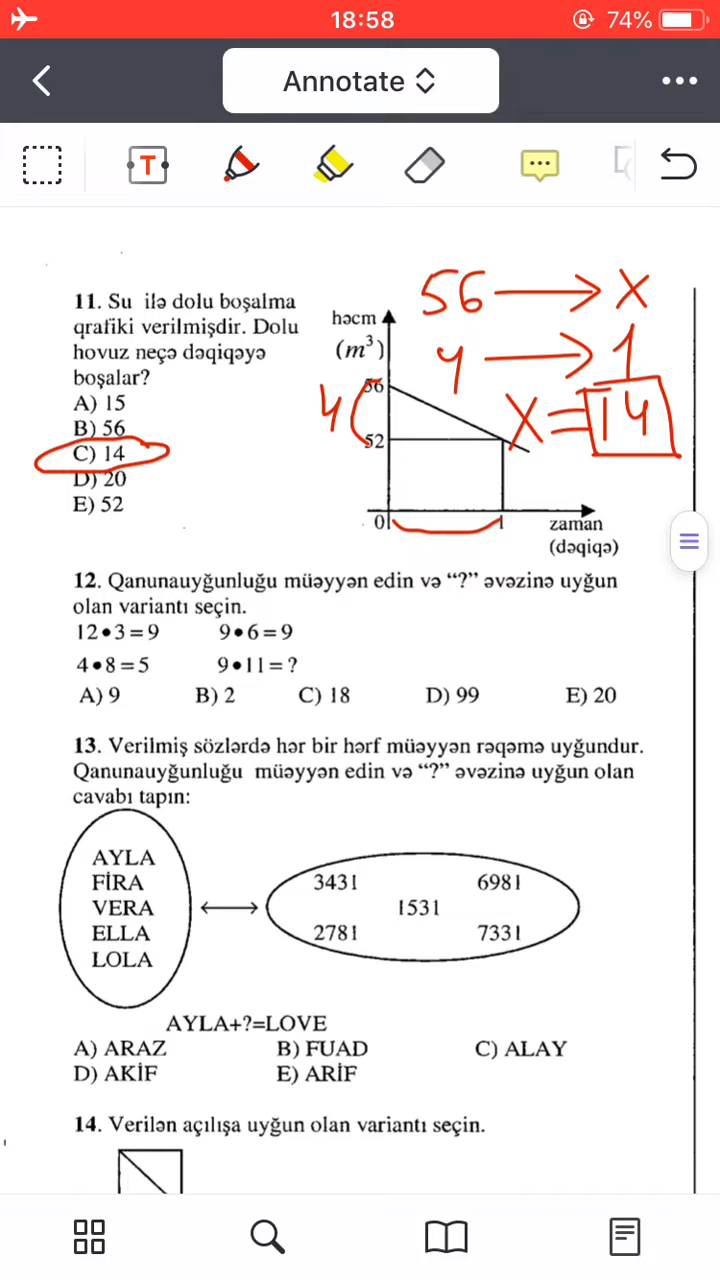 18:58
74%
Annotate
T
11. Su ilə dolu boşalma
qrafiki verilmişdir. Dolu
hovuz neçə dəqiqəyə
boşalar?
A) 15
B) 56
C) 14
D) 20
E) 52
həcm
(m³)
56
52
0
1
zaman
(dəqiqə)
56 → X
4 → 1
X = 14
4
12. Qanunauyğunluğu müəyyən edin və “?” əvəzinə uyğun
olan variantı seçin.
12•3=9 9•6=9
4•8=5 9•11=?
A) 9 B) 2 C) 18 D) 99 E) 20
13. Verilmiş sözlərdə hər bir hərf müəyyən rəqəmə uyğundur.
Qanunauyğunluğu müəyyən edin və “?” əvəzinə uyğun olan
cavabı tapın:
AYLA
FİRA
VERA
ELLA
LOLA
3431 6981
1531
2781 7331
AYLA+?=LOVE
A) ARAZ B) FUAD C) ALAY
D) AKİF E) ARİF
14. Verilən açılışa uyğun olan variantı seçin.